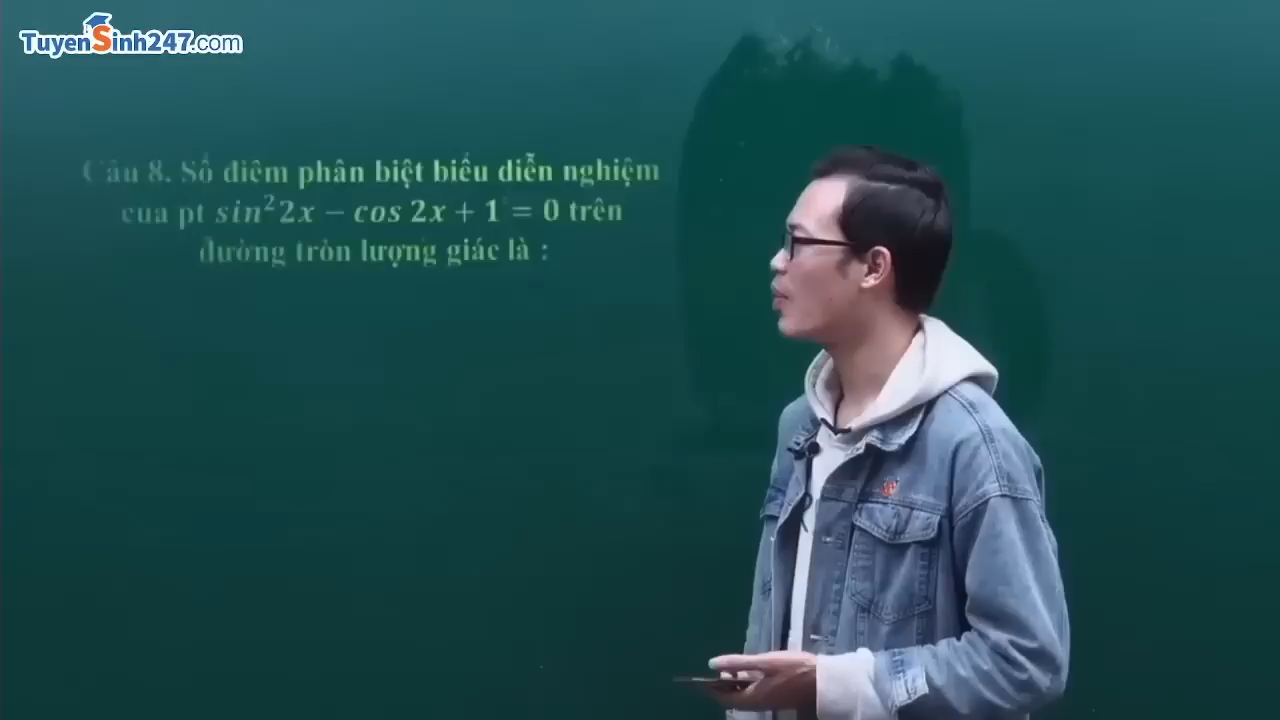 TuyenSinh247.com
Câu 8. Số điểm phân biệt biểu diễn nghiệm
của pt sin²2x − cos 2x + 1 = 0 trên
đường tròn lượng giác là :